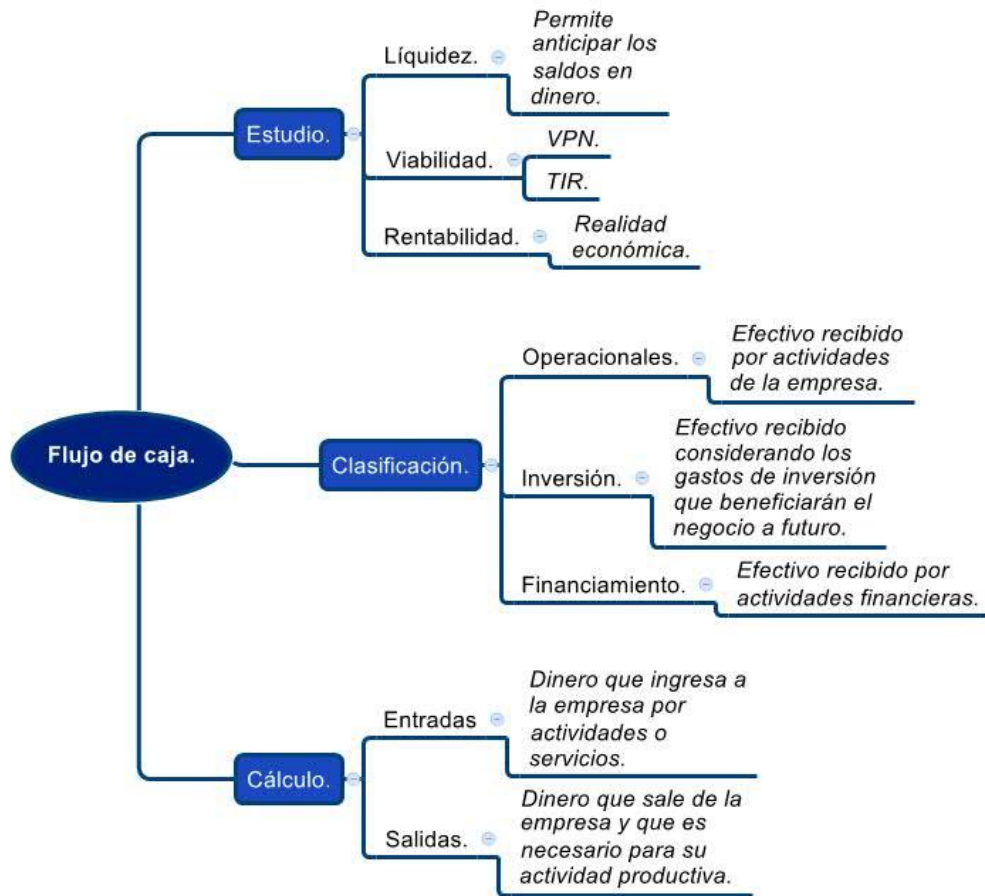 Flujo de caja.
Estudio.
Líquidez.
Permite
anticipar los
saldos en
dinero.
Viabilidad.
VPN.
TIR.
Rentabilidad.
Realidad
económica.
Clasificación.
Operacionales.
Efectivo recibido
por actividades
de la empresa.
Inversión.
Efectivo recibido
considerando los
gastos de inversión
que beneficiarán el
negocio a futuro.
Financiamiento.
Efectivo recibido por
actividades financieras.
Cálculo.
Entradas
Dinero que ingresa a
la empresa por
actividades o
servicios.
Salidas.
Dinero que sale de la
empresa y que es
necesario para su
actividad productiva.